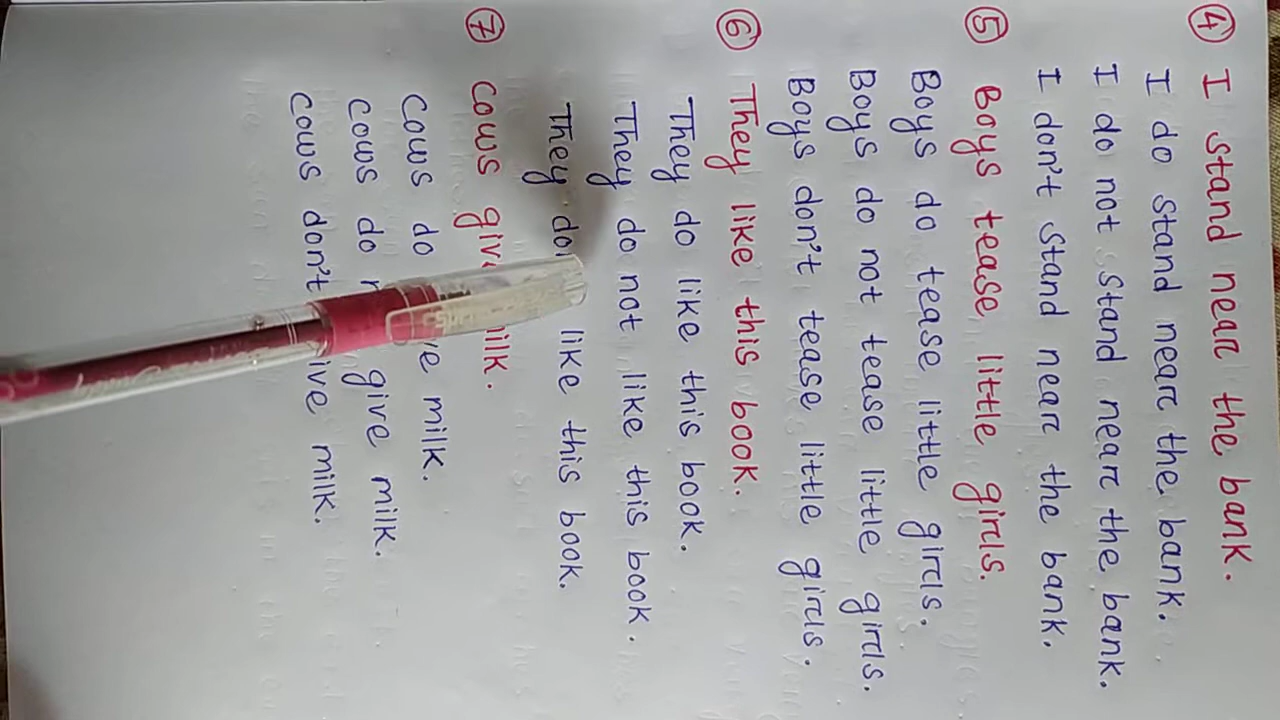 ④ I stand near the bank.
I do stand near the bank.
I do not stand near the bank.
I don't stand near the bank.
⑤ Boys tease little girls.
Boys do tease little girls.
Boys do not tease little girls.
Boys don't tease little girls.
⑥ They like this book.
They do like this book.
They do not like this book.
They like this book.
⑦ Cows milk.
Cows do milk.
Cows do give milk.
Cows don't milk.